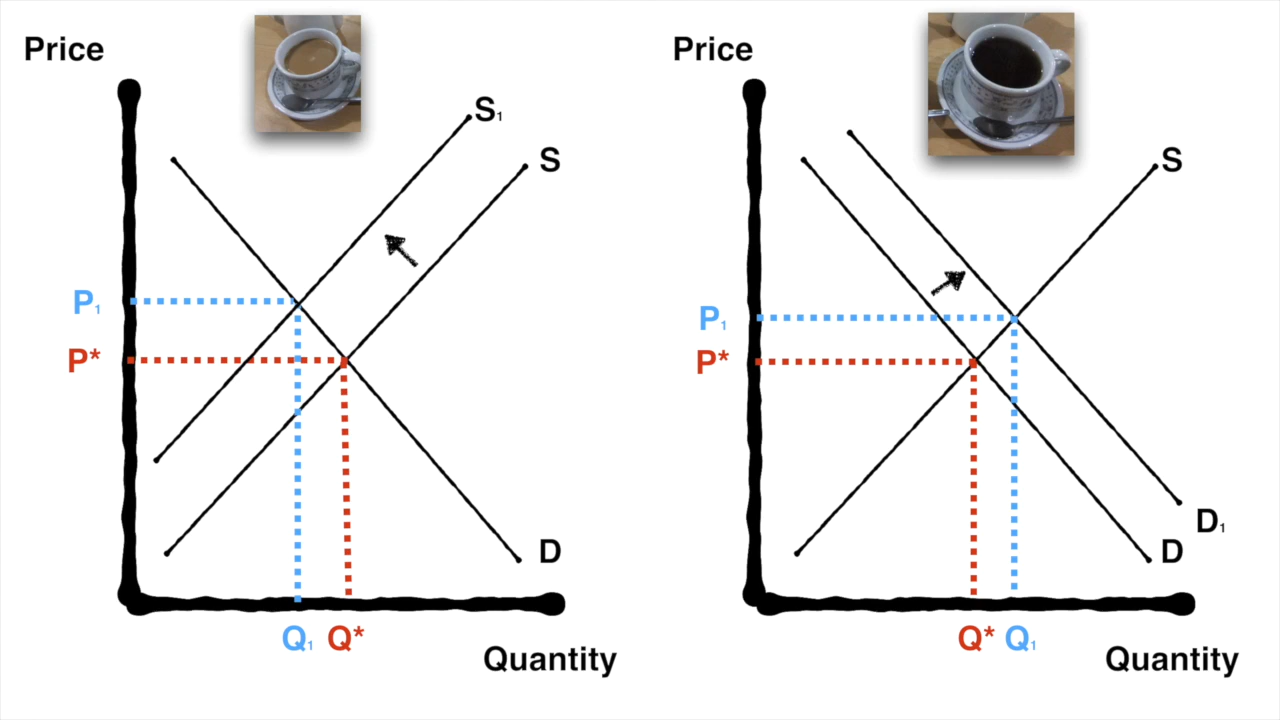 Price
S₁
S
P₁
P*
D
Q₁ Q*
Quantity
Price
S
P₁
P*
D₁
D
Q* Q₁
Quantity